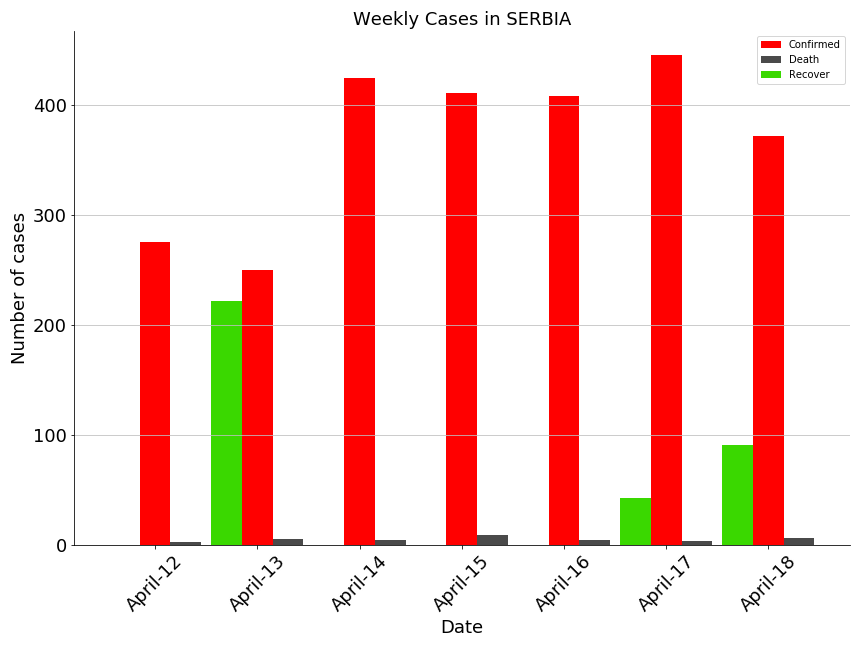 Weekly Cases in SERBIA
Confirmed
Death
Recover
Number of cases
400
300
200
100
0
April-12
April-13
April-14
April-15
April-16
April-17
April-18
Date